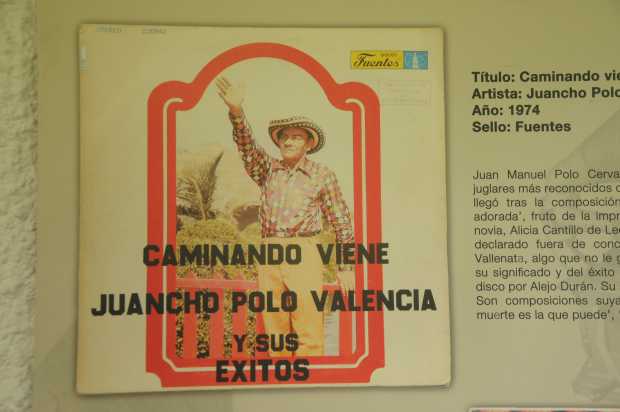 STEREO
Discos
Fuentes
CAMINANDO VIENE
JUANCHO POLO VALENCIA
Y SUS
EXITOS
Título: Caminando vie
Artista: Juancho Polo
Año: 1974
Sello: Fuentes
Juan Manuel Polo Cerva
juglares más reconocidos
llegó tras la composición
adorada', fruto de la impr
novia, Alicia Cantillo de Le
declarado fuera de conc
Vallenata, algo que no le
su significado y del éxito
disco por Alejo Durán. Su
Son composiciones suya
muerte es la que puede',